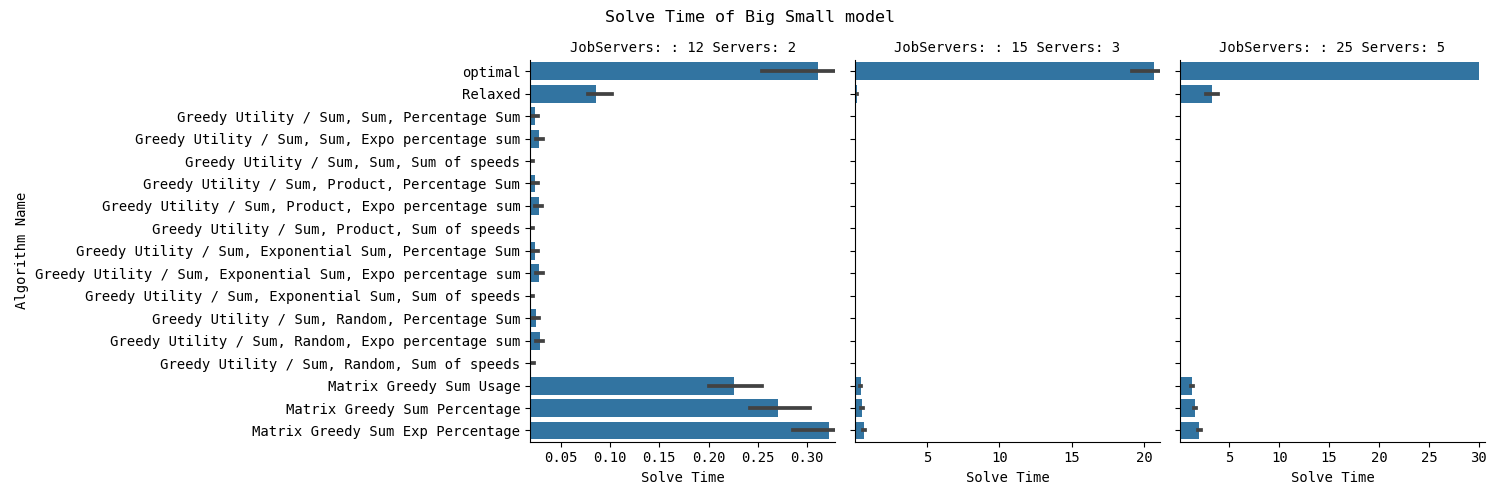 Solve Time of Big Small model
JobServers: : 12 Servers: 2
JobServers: : 15 Servers: 3
JobServers: : 25 Servers: 5
Algorithm Name
optimal
Relaxed
Greedy Utility / Sum, Sum, Percentage Sum
Greedy Utility / Sum, Sum, Expo percentage sum
Greedy Utility / Sum, Sum, Sum of speeds
Greedy Utility / Sum, Product, Percentage Sum
Greedy Utility / Sum, Product, Expo percentage sum
Greedy Utility / Sum, Product, Sum of speeds
Greedy Utility / Sum, Exponential Sum, Percentage Sum
Greedy Utility / Sum, Exponential Sum, Expo percentage sum
Greedy Utility / Sum, Exponential Sum, Sum of speeds
Greedy Utility / Sum, Random, Percentage Sum
Greedy Utility / Sum, Random, Expo percentage sum
Greedy Utility / Sum, Random, Sum of speeds
Matrix Greedy Sum Usage
Matrix Greedy Sum Percentage
Matrix Greedy Sum Exp Percentage
0.05 0.10 0.15 0.20 0.25 0.30
Solve Time
5 10 15 20
Solve Time
5 10 15 20 25 30
Solve Time